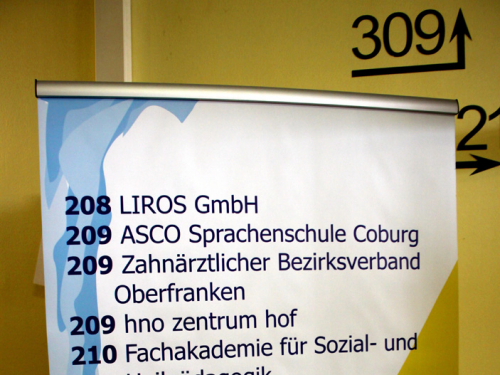 309
21
208 LIROS GmbH
209 ASCO Sprachenschule Coburg
209 Zahnärztlicher Bezirksverband
Oberfranken
209 hno zentrum hof
210 Fachakademie für Sozial- und